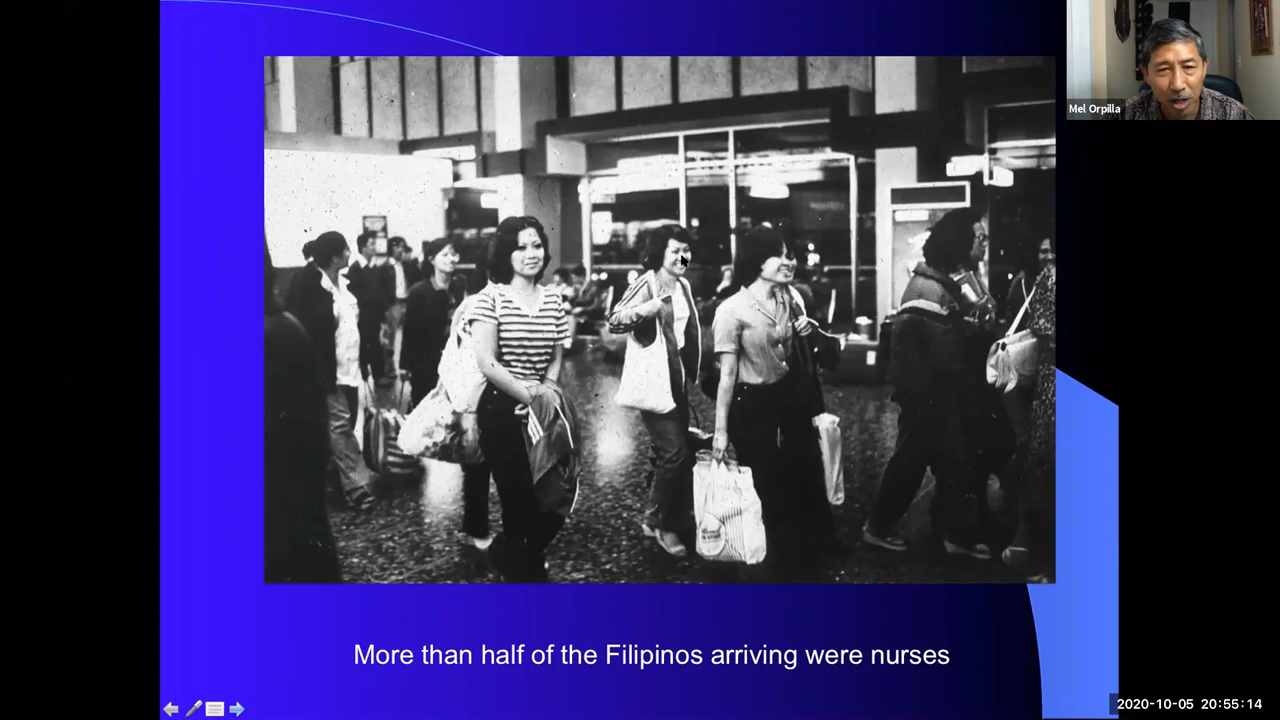 Mel Orpilla
More than half of the Filipinos arriving were nurses
2020-10-05 20:55:14